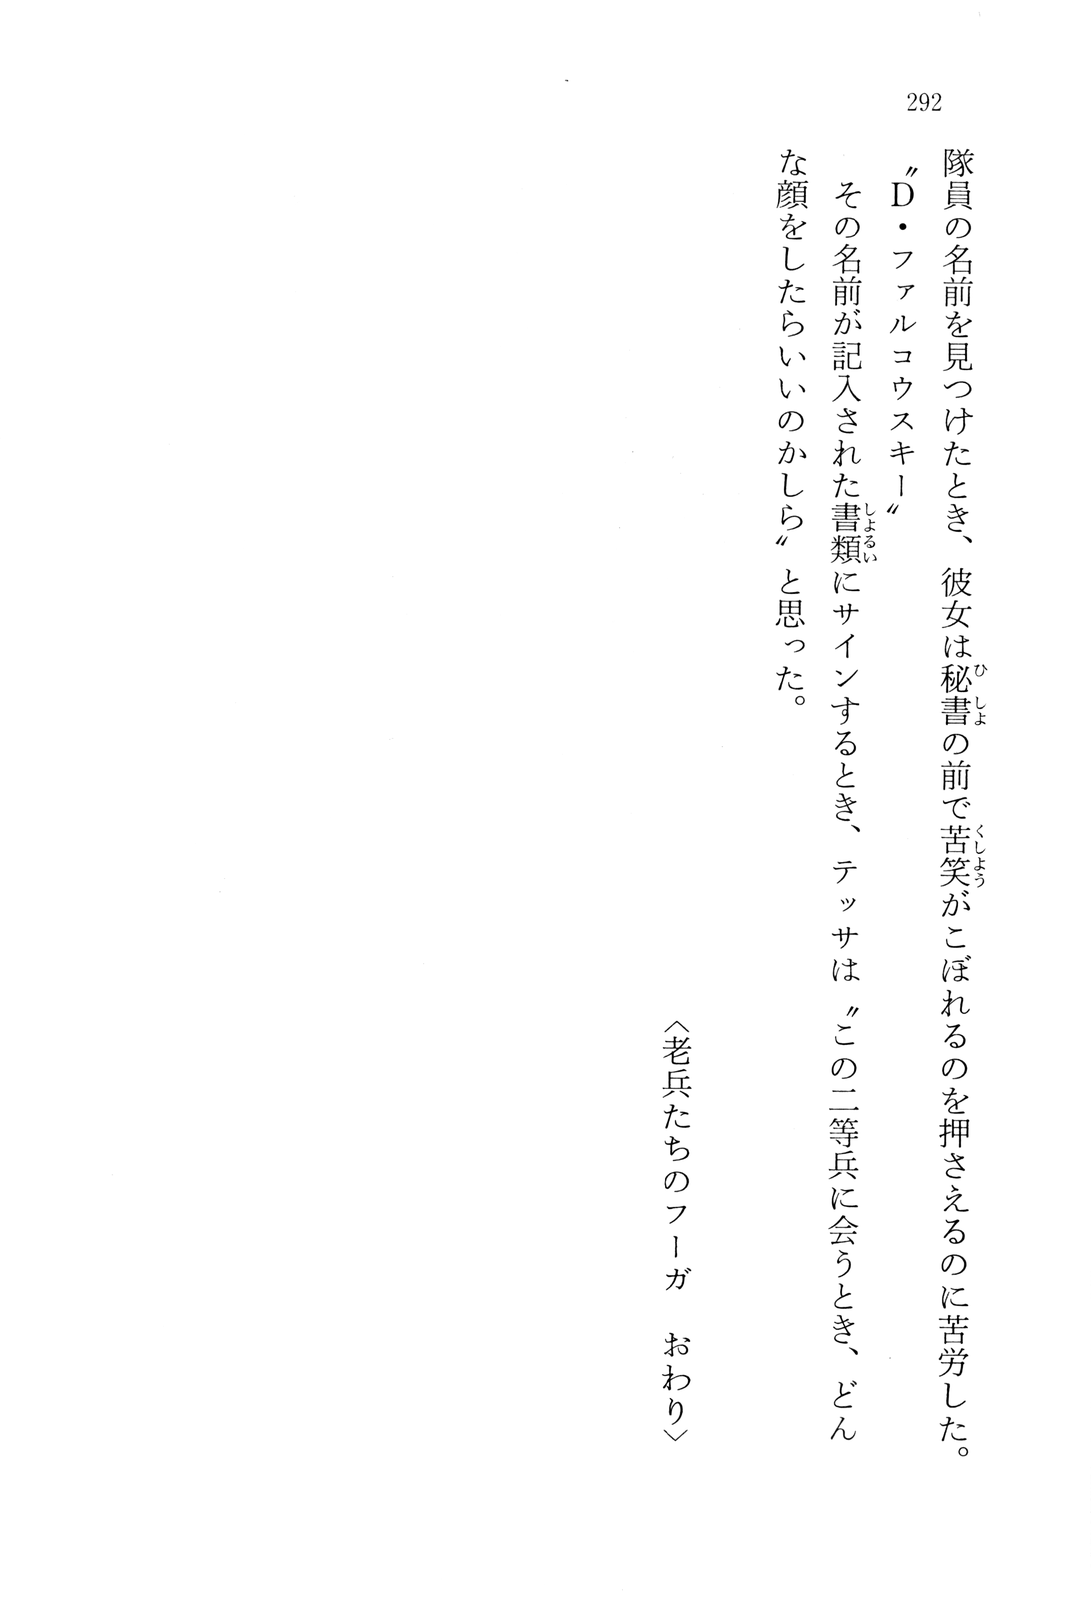 292
隊員の名前を見つけたとき、彼女は秘書の前で苦笑がこぼれるのを押さえるのに苦労した。
〝D・ファルコウスキー〟
その名前が記入された書類にサインするとき、テッサは〝この二等兵に会うとき、どん
な顔をしたらいいのかしら〟と思った。
〈老兵たちのフーガ　おわり〉